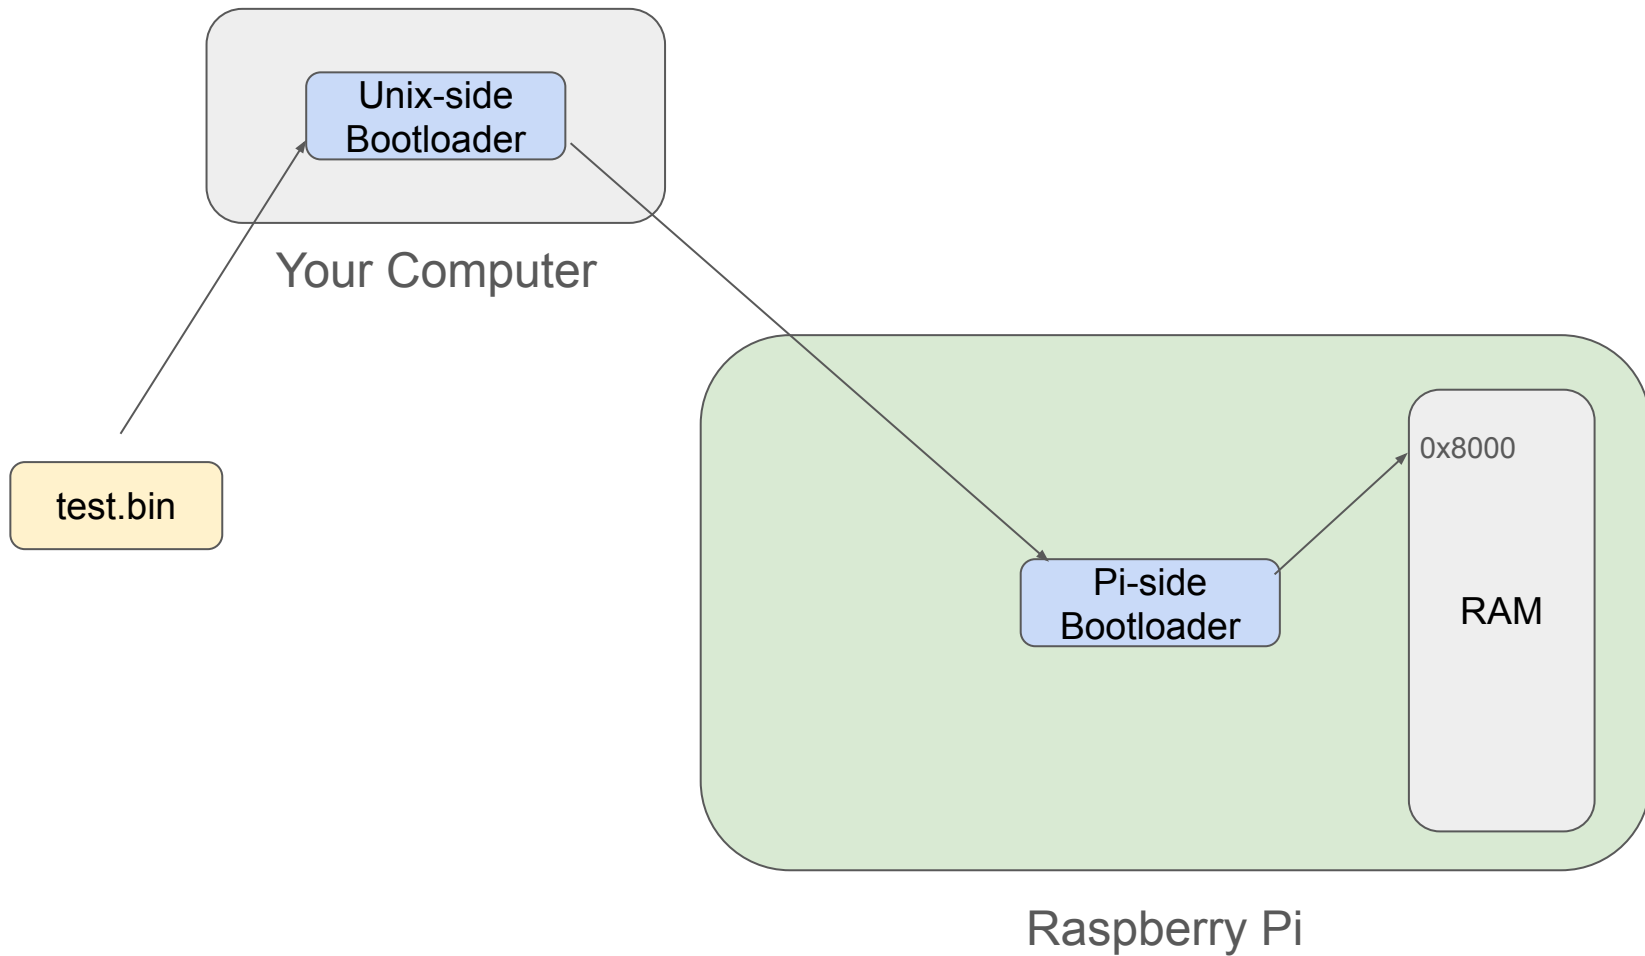 Unix-side
Bootloader
Your Computer
test.bin
0x8000
Pi-side
Bootloader
RAM
Raspberry Pi